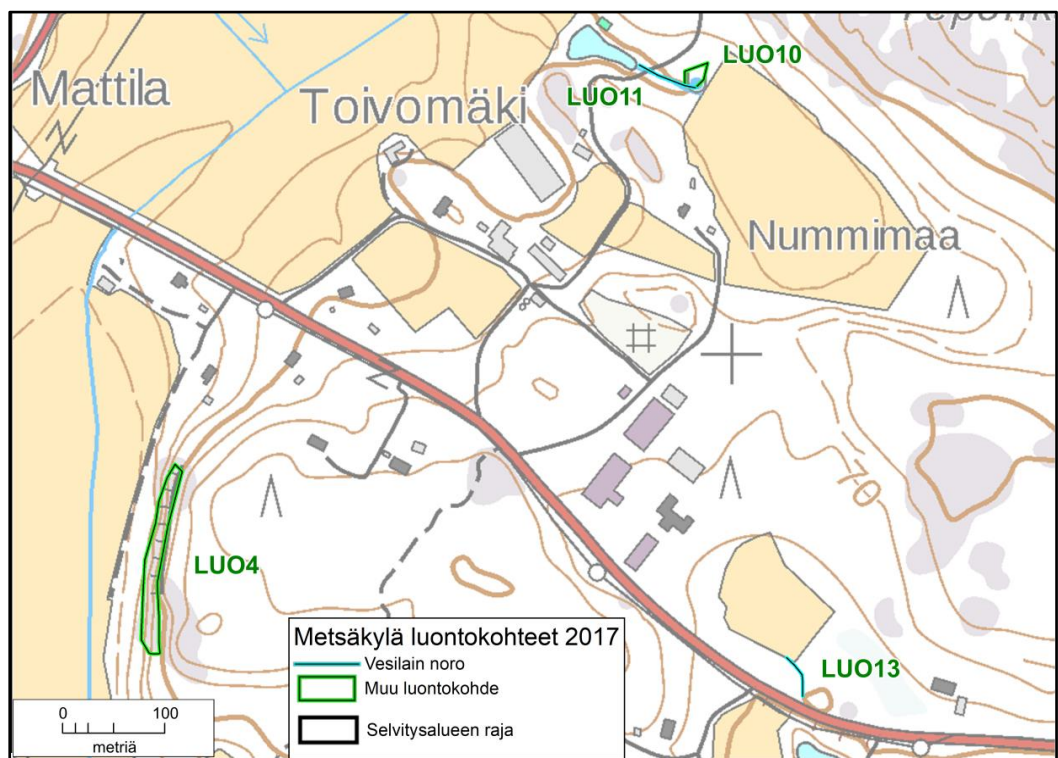 LUO10
Mattila
Toivomäki
LUO11
Nummimaa
70
LUO4
LUO13
Metsäkylä luontokohteet 2017
Vesilain noro
Muu luontokohde
Selvitysalueen raja
0 100
metriä